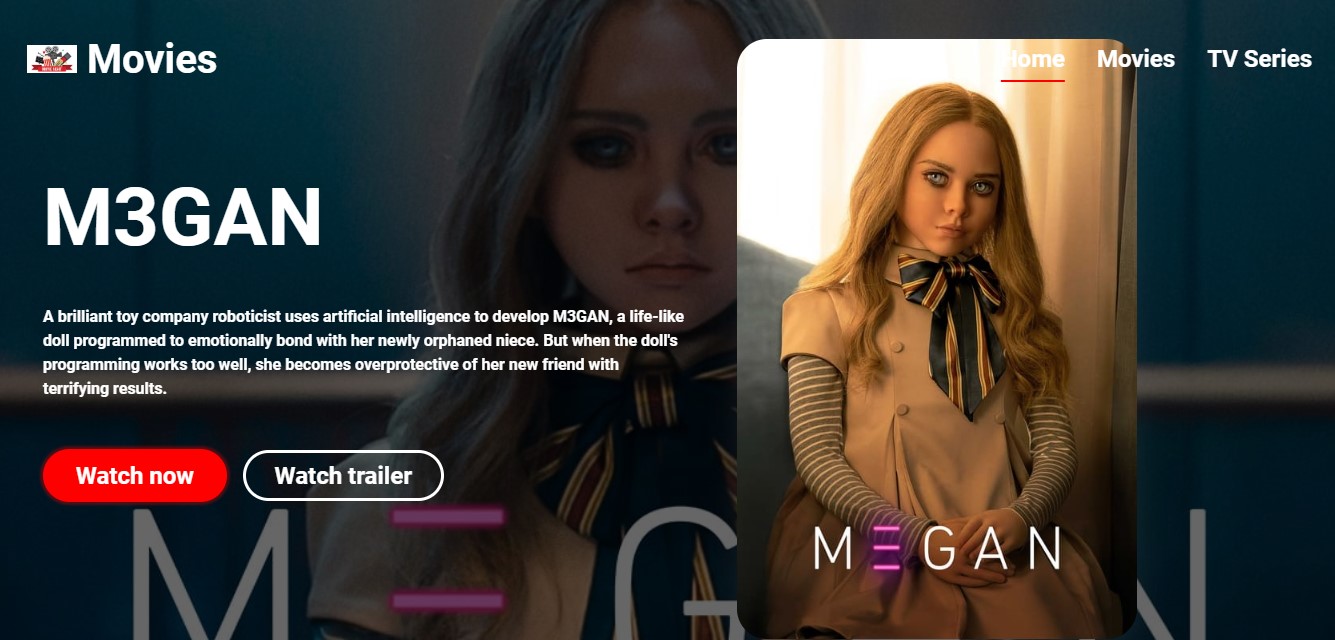 Movies
Home
Movies
TV Series
M3GAN
A brilliant toy company roboticist uses artificial intelligence to develop M3GAN, a life-like
doll programmed to emotionally bond with her newly orphaned niece. But when the doll's
programming works too well, she becomes overprotective of her new friend with
terrifying results.
Watch now
Watch trailer
M Ξ G A N
M Ξ G N